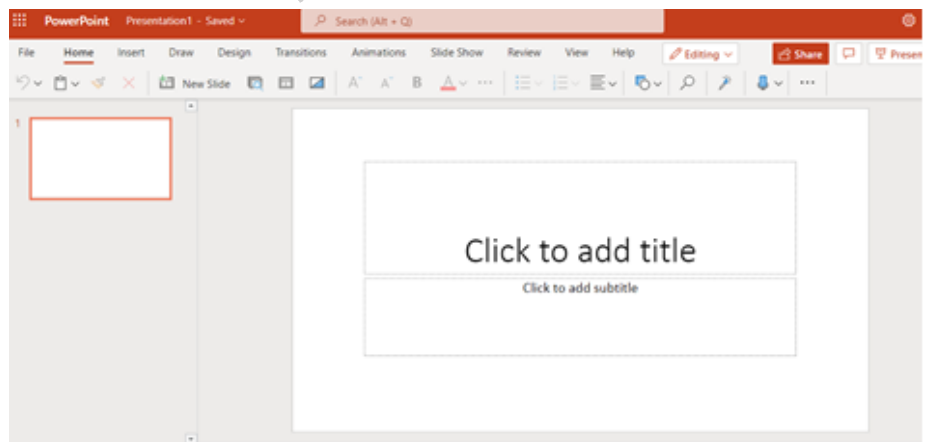 PowerPoint Presentation1 - Saved Search (Alt + Q)
File Home Insert Draw Design Transitions Animations Slide Show Review View Help Editing Share Presen
New Slide A A B A
1
Click to add title
Click to add subtitle